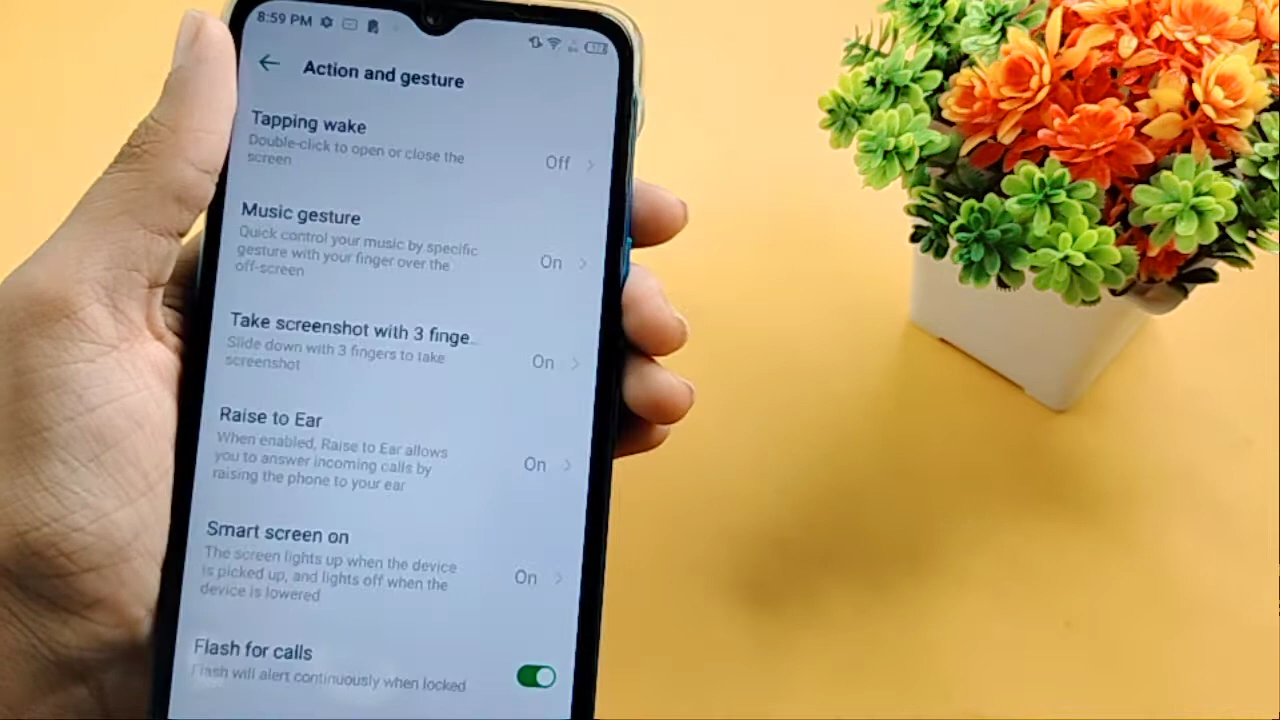 8:59 PM
Action and gesture
Tapping wake
Double-click to open or close the
screen
Off
Music gesture
Quick control your music by specific
gesture with your finger over the
off-screen
On
Take screenshot with 3 finge..
Slide down with 3 fingers to take
screenshot
On
Raise to Ear
When enabled, Raise to Ear allows
you to answer incoming calls by
raising the phone to your ear
On
Smart screen on
The screen lights up when the device
is picked up, and lights off when the
device is lowered
On
Flash for calls
Flash will alert continuously when locked